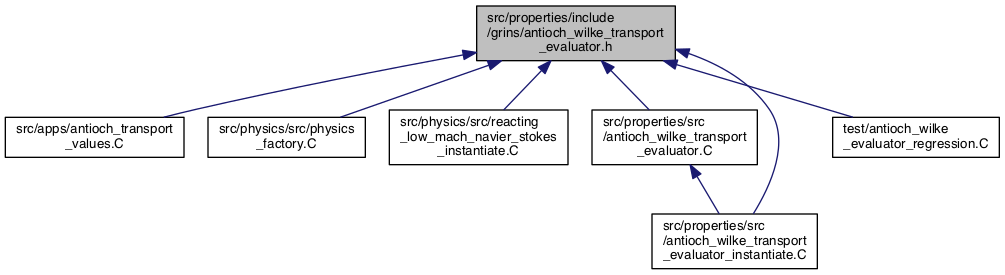 src/properties/include
/grins/antioch_wilke_transport
_evaluator.h
src/apps/antioch_transport
_values.C
src/physics/src/physics
_factory.C
src/physics/src/reacting
_low_mach_navier_stokes
_instantiate.C
src/properties/src
/antioch_wilke_transport
_evaluator.C
test/antioch_wilke
_evaluator_regression.C
src/properties/src
/antioch_wilke_transport
_evaluator_instantiate.C